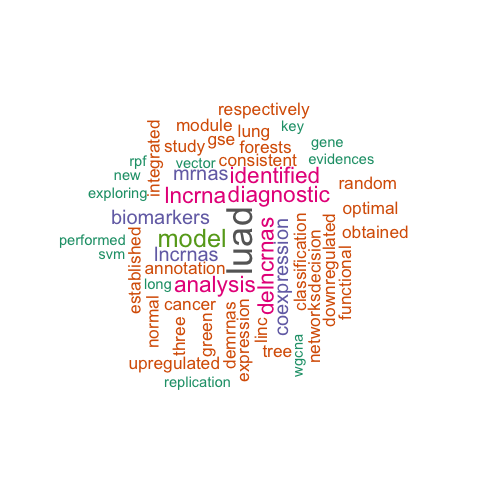 respectively
module
key
integrated
gse
lung
study
forests
gene
rpf
vector
consistent
evidences
new
mrnas
identified
random
exploring
lncrna
diagnostic
optimal
biomarkers
luad
delncrnas
coexpression
classification
decision
downregulated
functional
obtained
performed
model
svm
lncrnas
established
annotation
long
analysis
normal
cancer
three
green
demrnas
expression
linc
tree
wgcna
networks
upregulated
replication